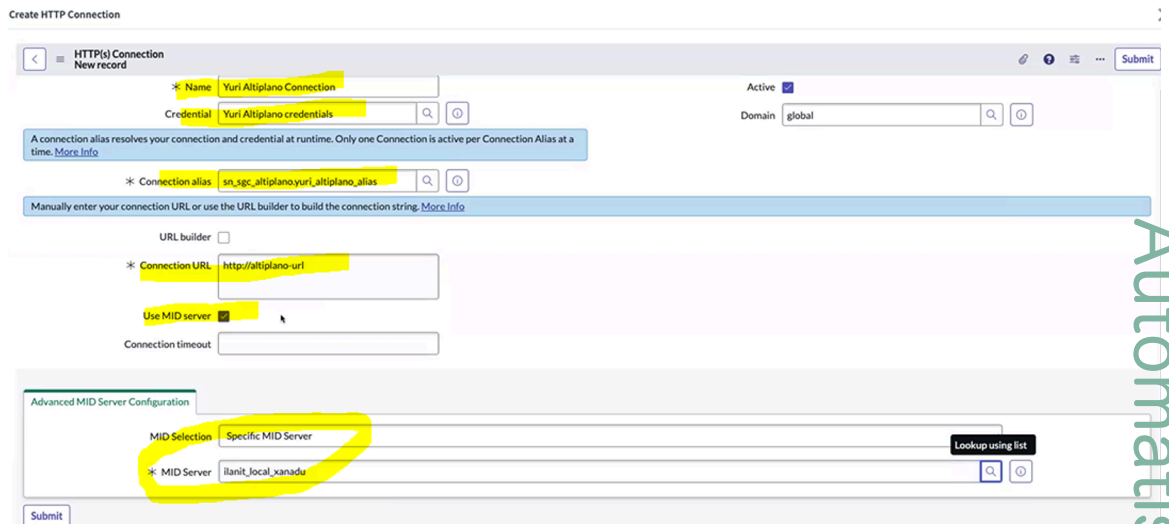 Create HTTP Connection
HTTP(s) Connection
New record
Submit
Name Yuri Altiplano Connection
Active
Credential Yuri Altiplano credentials
Domain global
A connection alias resolves your connection and credential at runtime. Only one Connection is active per Connection Alias at a
time. More Info
Connection alias sn_sgc_altiplano.yuri_altiplano_alias
Manually enter your connection URL or use the URL builder to build the connection string. More Info
URL builder
Connection URL http://altiplano-url
Use MID server
Connection timeout
Advanced MID Server Configuration
MID Selection Specific MID Server
Lookup using list
MID Server ilanit_local_xanadu
Submit
Automatis